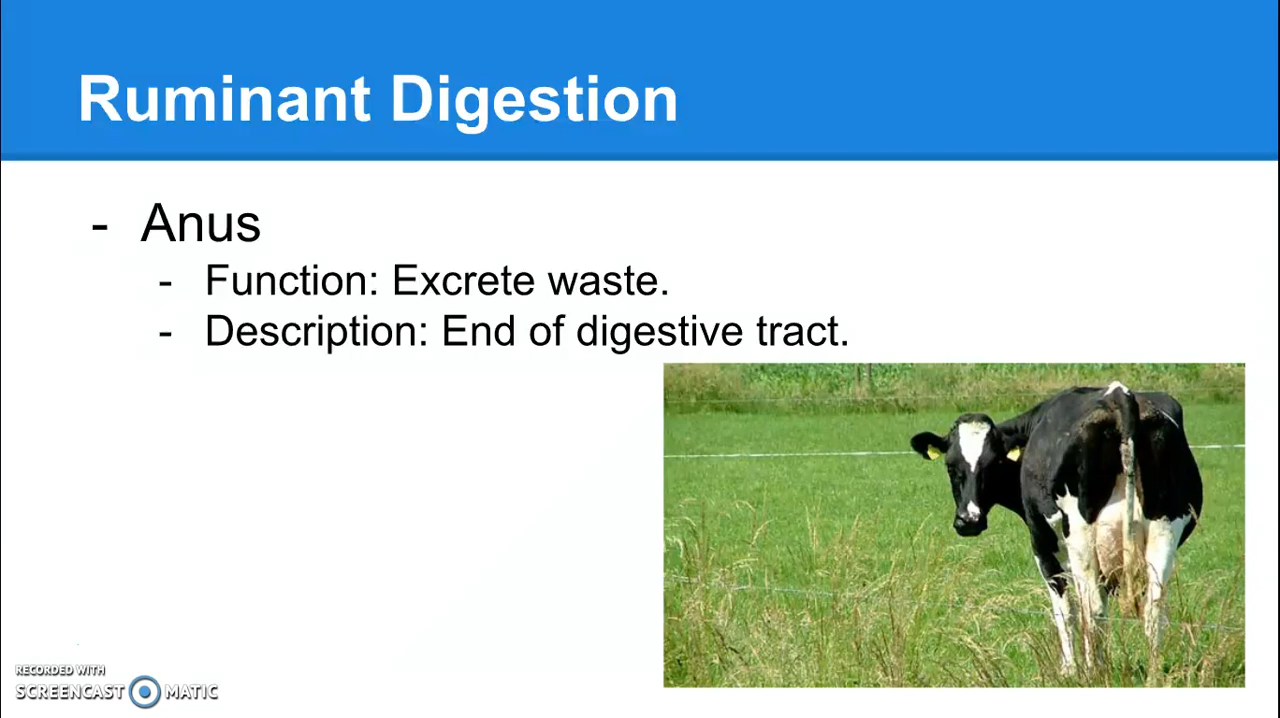 Ruminant Digestion
- Anus
- Function: Excrete waste.
- Description: End of digestive tract.
RECORDED WITH
SCREENCAST MATIC